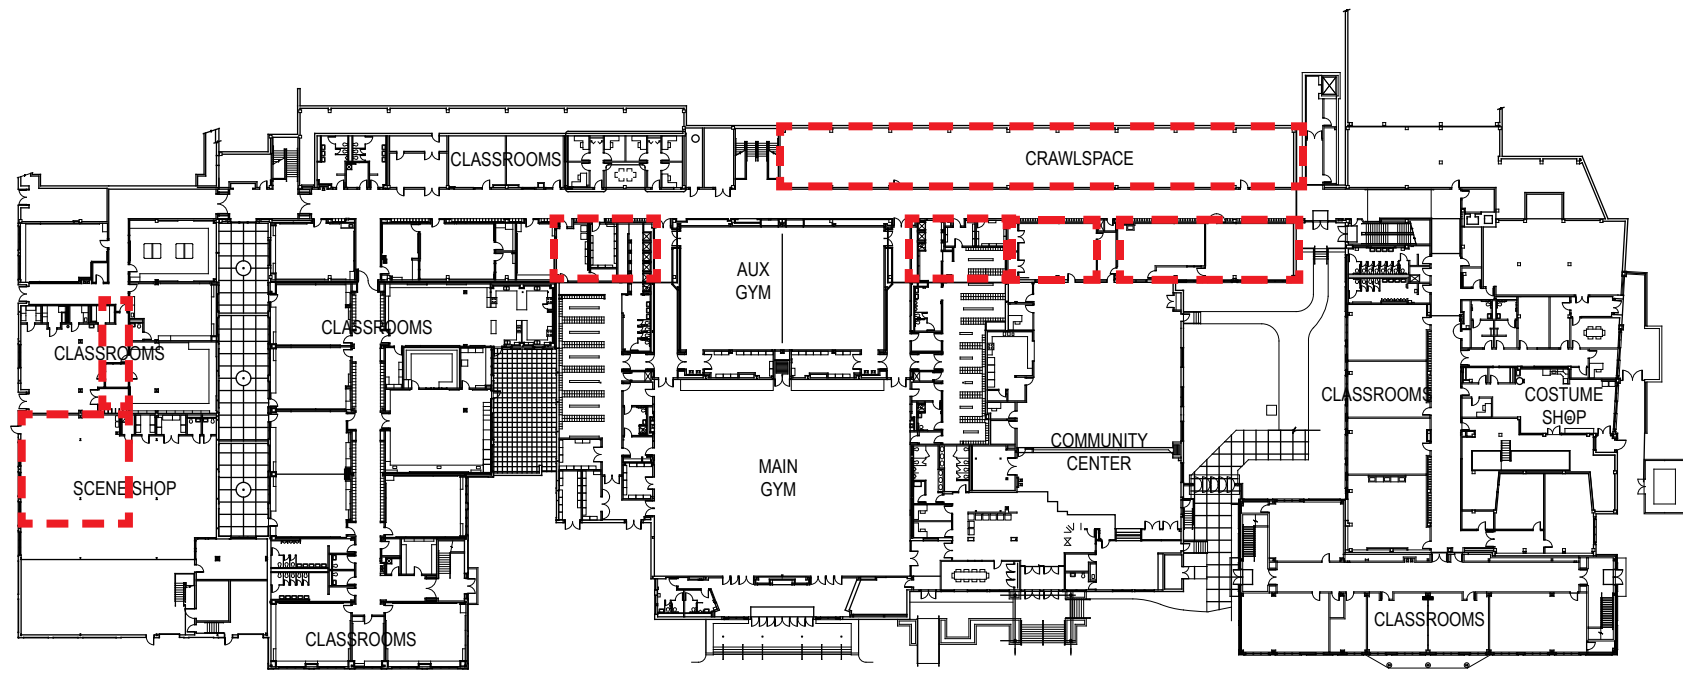 CLASSROOMS
CRAWLSPACE
AUX
GYM
CLASSROOMS
CLASSROOMS
CLASSROOMS
COSTUME
SHOP
COMMUNITY
CENTER
MAIN
GYM
SCENE SHOP
CLASSROOMS
CLASSROOMS